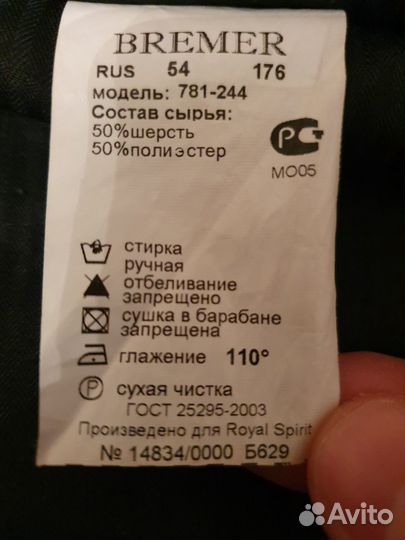 BREMER
RUS 54 176
модель: 781-244
Состав сырья:
50%шерсть
50%полиэстер
МО05
стирка
ручная
отбеливание
запрещено
сушка в барабане
запрещена
глажение 110°
P сухая чистка
ГОСТ 25295-2003
Произведено для Royal Spirit
№ 14834/0000 Б629
Avito